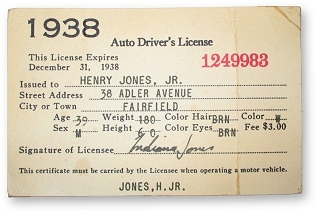 1938
Auto Driver's License
This License Expires
December 31, 1938
1249983
Issued to HENRY JONES, JR.
Street Address 38 ADLER AVENUE
City or Town FAIRFIELD
Age 39 Weight 180 Color Hair BRN Color W
Sex M Height 6 0 Color Eyes BRN Fee $3.00
Signature of Licensee Indiana Jones
This certificate must be carried by the Licensee when operating a motor vehicle.
JONES,H.JR.